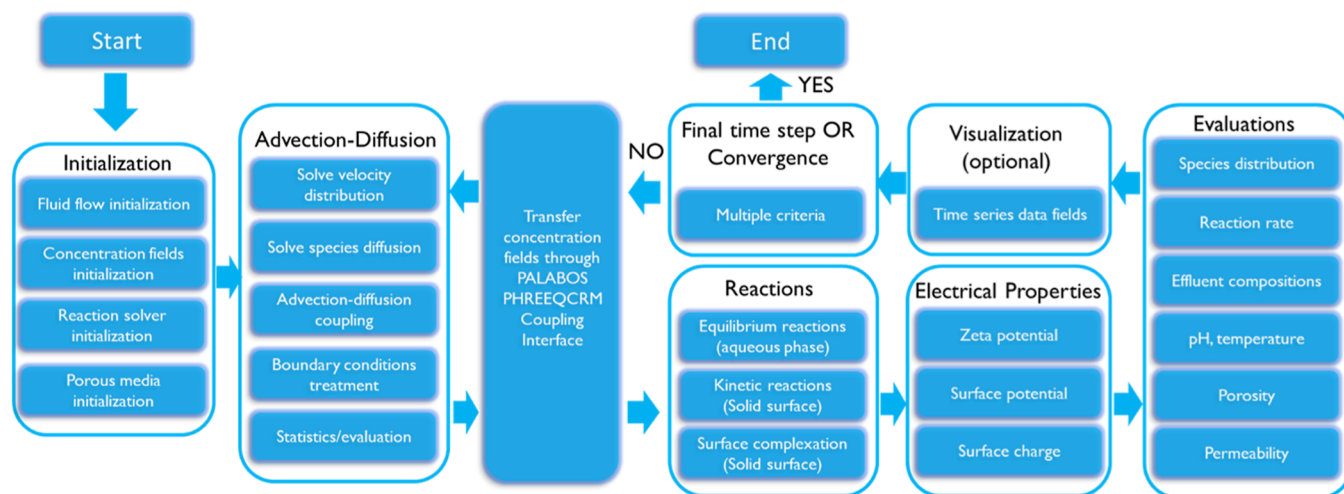 Start
Initialization
Fluid flow initialization
Concentration fields
initialization
Reaction solver
initialization
Porous media
initialization
Advection-Diffusion
Solve velocity
distribution
Solve species diffusion
Advection-diffusion
coupling
Boundary conditions
treatment
Statistics/evaluation
Transfer
concentration
fields through
PALABOS
PHREEQCRM
Coupling
Interface
Reactions
Equilibrium reactions
(aqueous phase)
Kinetic reactions
(Solid surface)
Surface complexation
(Solid surface)
Electrical Properties
Zeta potential
Surface potential
Surface charge
Evaluations
Species distribution
Reaction rate
Effluent compositions
pH, temperature
Porosity
Permeability
Visualization
(optional)
Time series data fields
Final time step OR
Convergence
Multiple criteria
NO
YES
End